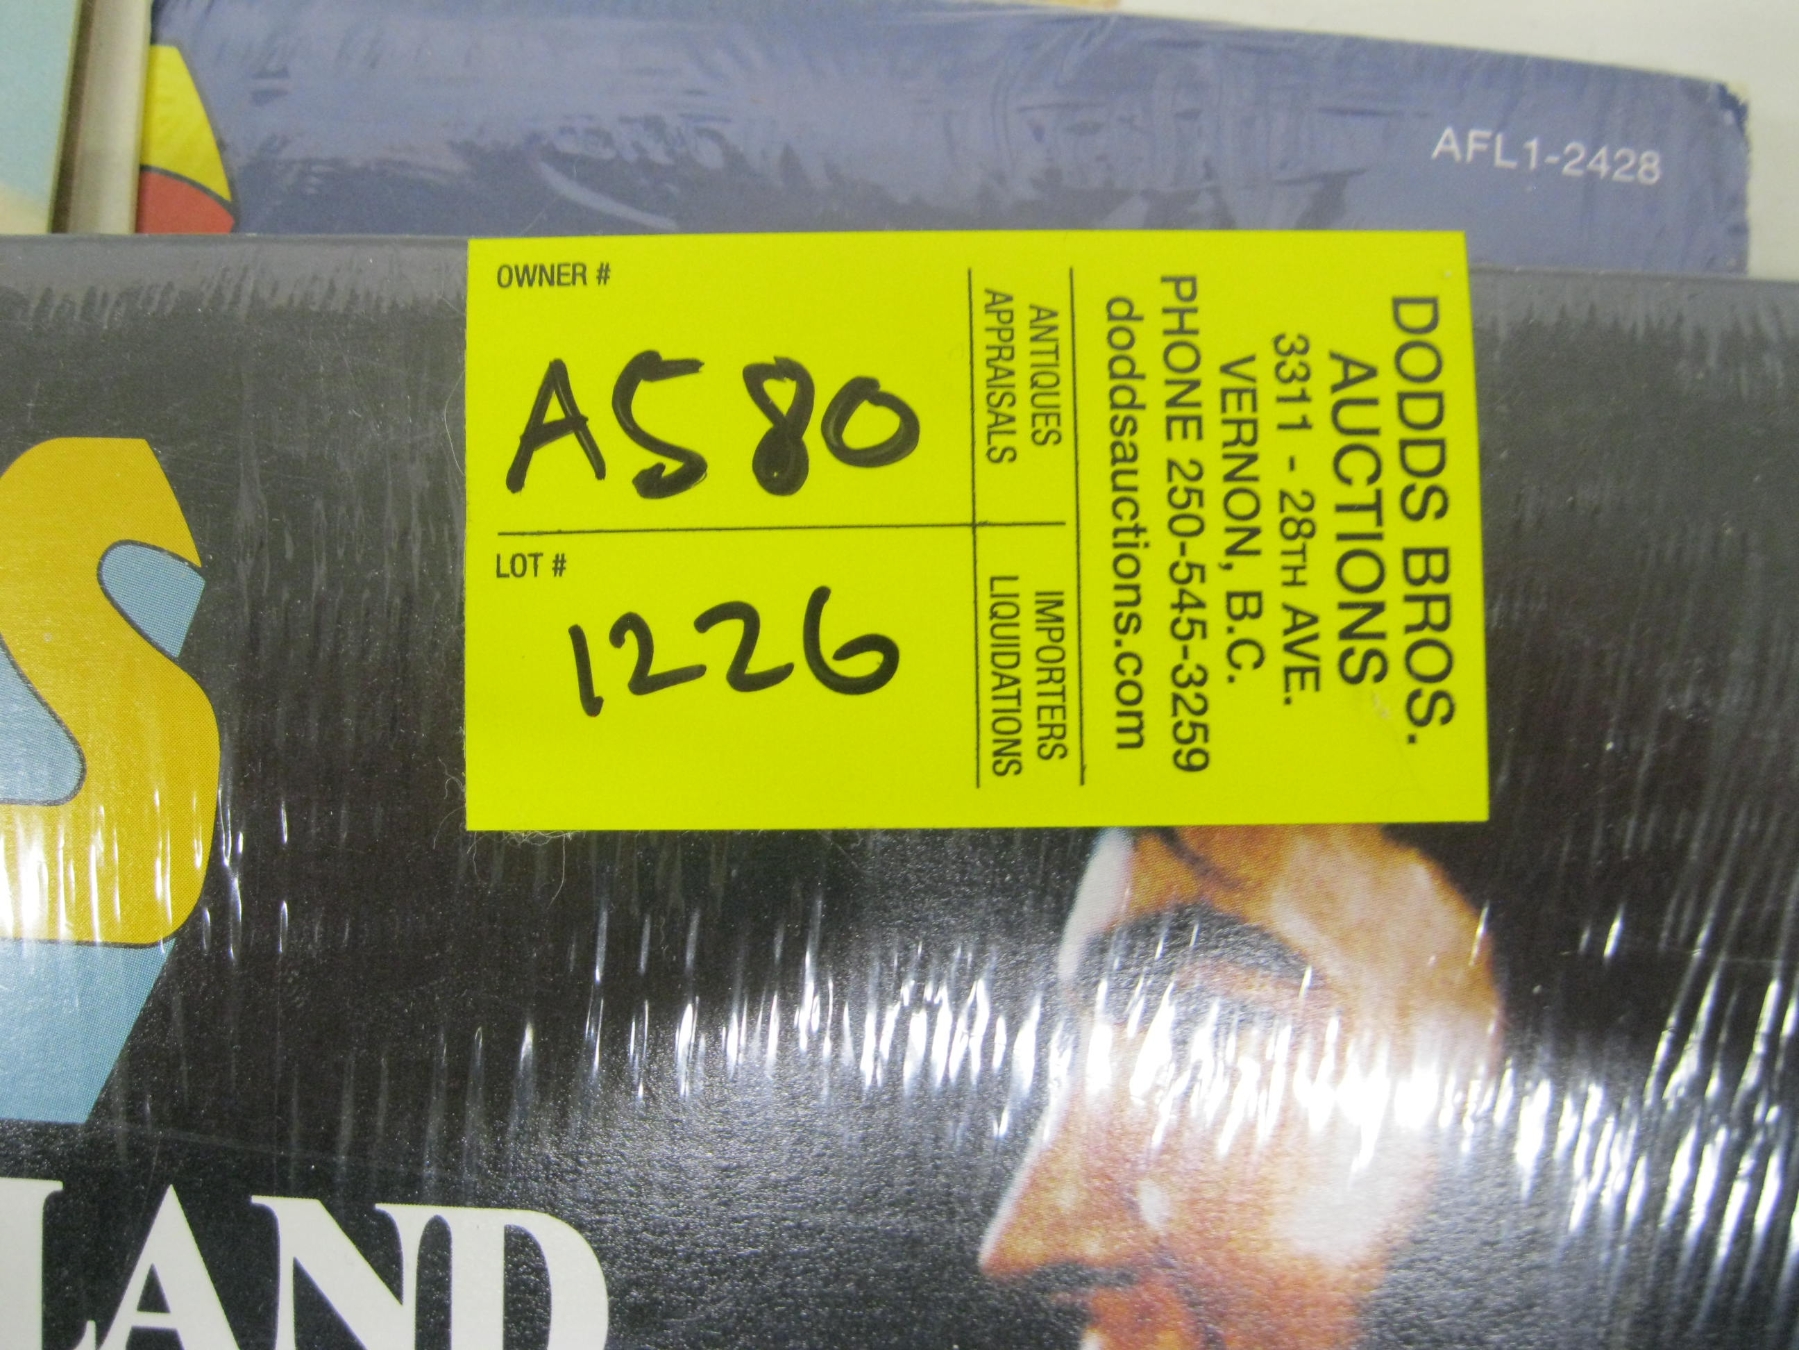 AFL1-2428
OWNER #
A580
LOT #
1226
ANTIQUES
APPRAISALS
IMPORTERS
LIQUIDATIONS
DODDS BROS.
AUCTIONS
3311 - 28TH AVE.
VERNON, B.C.
PHONE 250-545-3259
doddsauctions.com
S
LAND